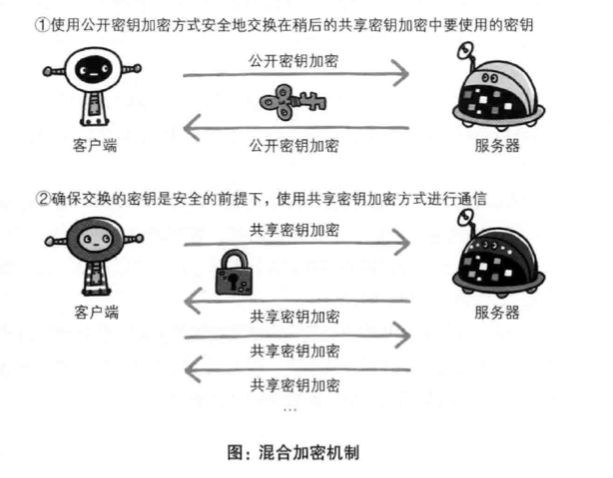 ①使用公开密钥加密方式安全地交换在稍后的共享密钥加密中要使用的密钥
公开密钥加密
客户端
公开密钥加密
服务器
②确保交换的密钥是安全的前提下，使用共享密钥加密方式进行通信
共享密钥加密
客户端
共享密钥加密
服务器
共享密钥加密
共享密钥加密
…
图：混合加密机制